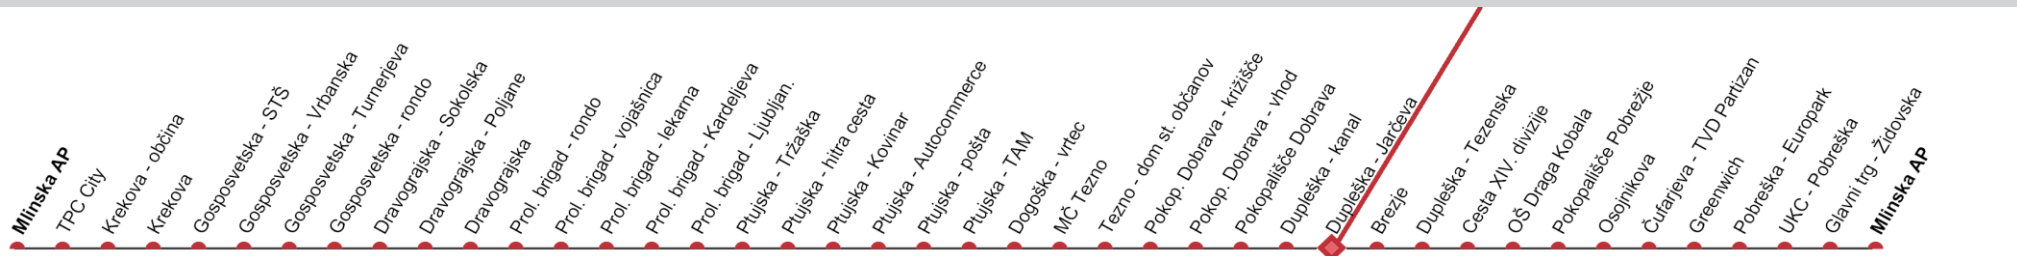 Mlinska AP
TPC City
Krekova - občina
Krekova
Gosposvetska - STŠ
Gosposvetska - Vrbanska
Gosposvetska - Turnerjeva
Gosposvetska - rondo
Dravograjska - Sokolska
Dravograjska - Poljane
Dravograjska
Prol. brigad - rondo
Prol. brigad - vojašnica
Prol. brigad - lekarna
Prol. brigad - Kardeljeva
Prol. brigad - Ljubljan.
Ptujska - Tržaška
Ptujska - hitra cesta
Ptujska - Kovinar
Ptujska - Autocommerce
Ptujska - pošta
Ptujska - TAM
Dogoška - vrtec
MČ Tezno
Tezno - dom st. občanov
Pokop. Dobrava - križišče
Pokop. Dobrava - vhod
Pokopališče Dobrava
Dupleška - kanal
Dupleška - Jarčeva
Brezje
Dupleška - Tezenska
Cesta XIV. divizije
OŠ Draga Kobala
Pokopališče Pobrežje
Osojnikova
Čufarjeva - TVD Partizan
Greenwich
Pobreška - Europark
UKC - Pobreška
Glavni trg - Židovska
Mlinska AP